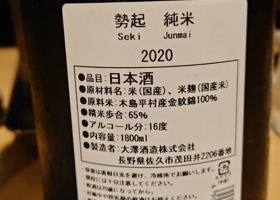 勢起　純米
Seki　Junmai
2020
●品目：日本酒
●原材料名：米（国産）、米麹（国産米）
●原料米：木島平村産金紋錦100%
●精米歩合：65%
●アルコール分：16度
●内容量：1800ml
●製造者：大澤酒造株式会社
長野県佐久市茂田井2206番地